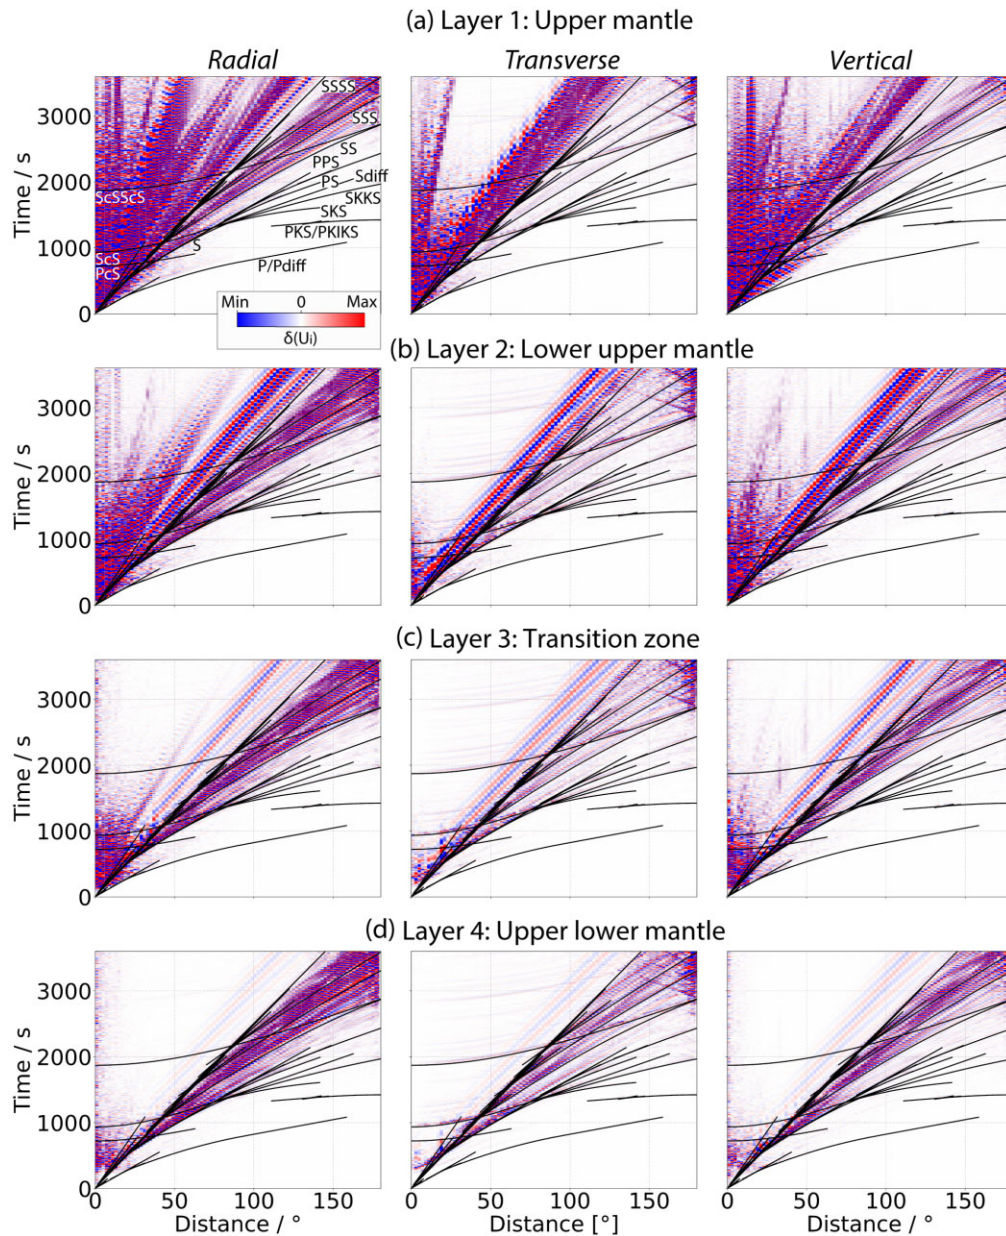 (a) Layer 1: Upper mantle
Radial
Transverse
Vertical
Time / s
3000
2000
1000
0
SSSS
SSS
SS
PPS
Sdiff
PS
SKKS
SKS
PKS/PKIKS
S
P/Pdiff
ScSScS
ScS
PcS
Min 0 Max
δ(Ui)
(b) Layer 2: Lower upper mantle
Time / s
3000
2000
1000
0
(c) Layer 3: Transition zone
Time / s
3000
2000
1000
0
(d) Layer 4: Upper lower mantle
Time / s
3000
2000
1000
0
0 50 100 150
0 50 100 150
0 50 100 150
Distance / °
Distance [°]
Distance / °